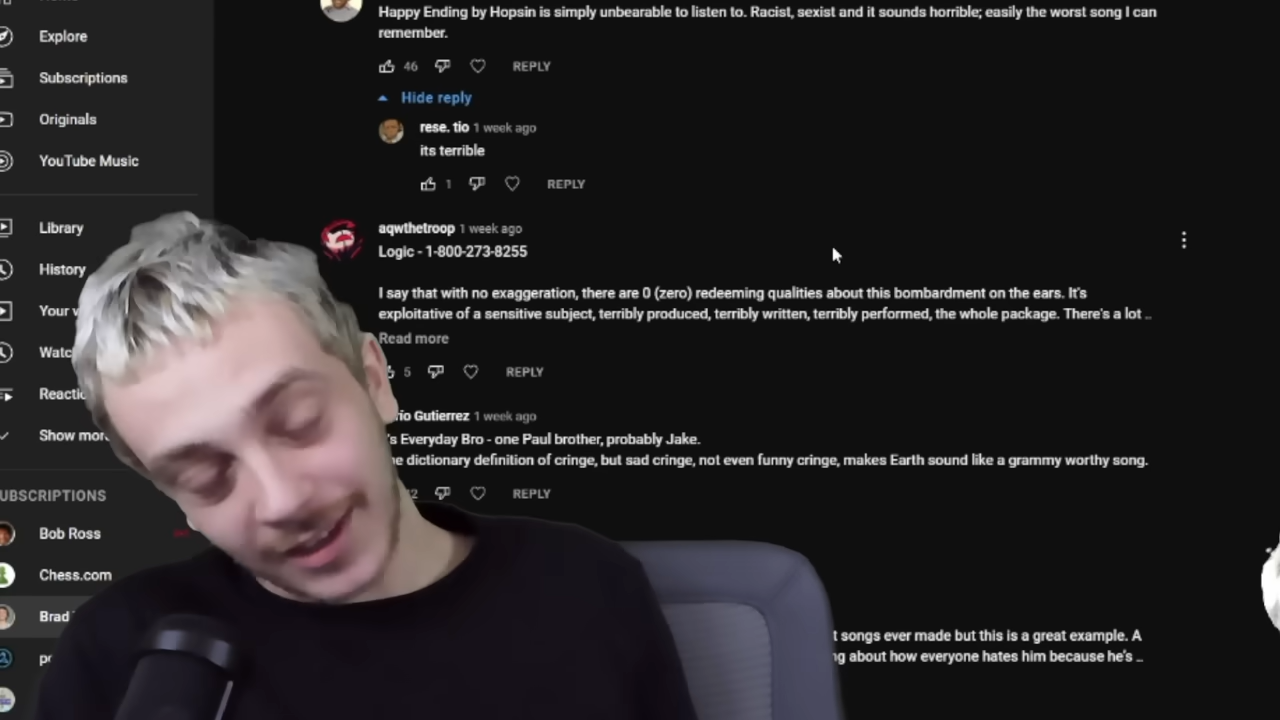 Explore
Subscriptions
Originals
YouTube Music
Library
History
Your
Show more
SUBSCRIPTIONS
Bob Ross
Chess.com
Brad
Happy Ending by Hopsin is simply unbearable to listen to. Racist, sexist and it sounds horrible; easily the worst song I can
remember.
46 REPLY
Hide reply
rese. tio 1 week ago
its terrible
1 REPLY
aqwthetroop 1 week ago
Logic - 1-800-273-8255
I say that with no exaggeration, there are 0 (zero) redeeming qualities about this bombardment on the ears. It's
exploitative of a sensitive subject, terribly produced, terribly written, terribly performed, the whole package. There's a lot ...
Read more
5 REPLY
Gutierrez 1 week ago
's Everyday Bro - one Paul brother, probably Jake.
dictionary definition of cringe, but sad cringe, not even funny cringe, makes Earth sound like a grammy worthy song.
2 REPLY
songs ever made but this is a great example. A
about how everyone hates him because he's ...